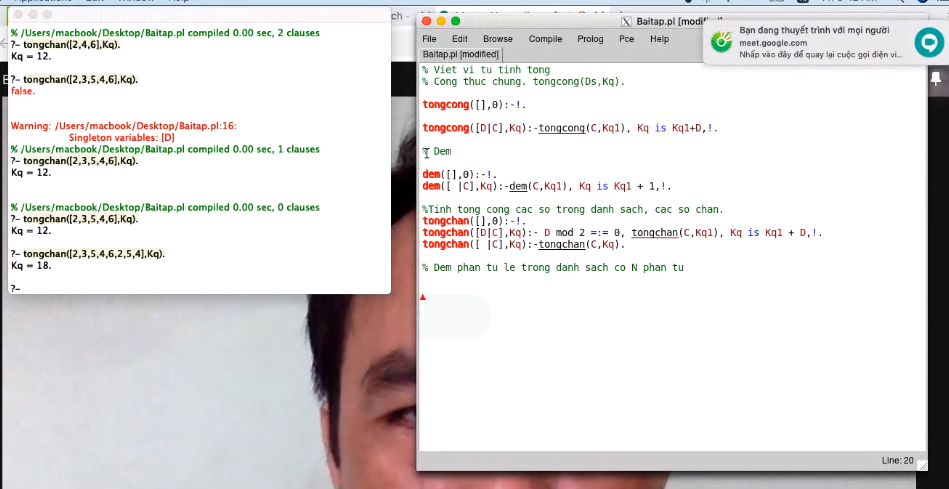 % /Users/macbook/Desktop/Baitap.pl compiled 0.00 sec, 2 clauses
?- tongchan([2,4,6],Kq).
Kq = 12.
?- tongchan([2,3,5,4,6],Kq).
false.
Warning: /Users/macbook/Desktop/Baitap.pl:16:
Singleton variables: [D]
% /Users/macbook/Desktop/Baitap.pl compiled 0.00 sec, 1 clauses
?- tongchan([2,3,5,4,6],Kq).
Kq = 12.
% /Users/macbook/Desktop/Baitap.pl compiled 0.00 sec, 0 clauses
?- tongchan([2,3,5,4,6],Kq).
Kq = 12.
?- tongchan([2,3,5,4,6,2,5,4],Kq).
Kq = 18.
?-
Baitap.pl [modified]
File Edit Browse Compile Prolog Pce Help
Baitap.pl [modified]
% Viet vi tu tinh tong
% Cong thuc chung. tongcong(Ds,Kq).
tongcong([],0):-!.
tongcong([D|C],Kq):-tongcong(C,Kq1), Kq is Kq1+D,!.
% Dem
dem([],0):-!.
dem([_|C],Kq):-dem(C,Kq1), Kq is Kq1 + 1,!.
%Tinh tong cong cac so trong danh sach, cac so chan.
tongchan([],0):-!.
tongchan([D|C],Kq):- D mod 2 =:= 0, tongchan(C,Kq1), Kq is Kq1 + D,!.
tongchan([_|C],Kq):-tongchan(C,Kq).
% Dem phan tu le trong danh sach co N phan tu
Line: 20
Bạn đang thuyết trình với mọi người
meet.google.com
Nhấp vào đây để quay lại cuộc gọi điện vi...